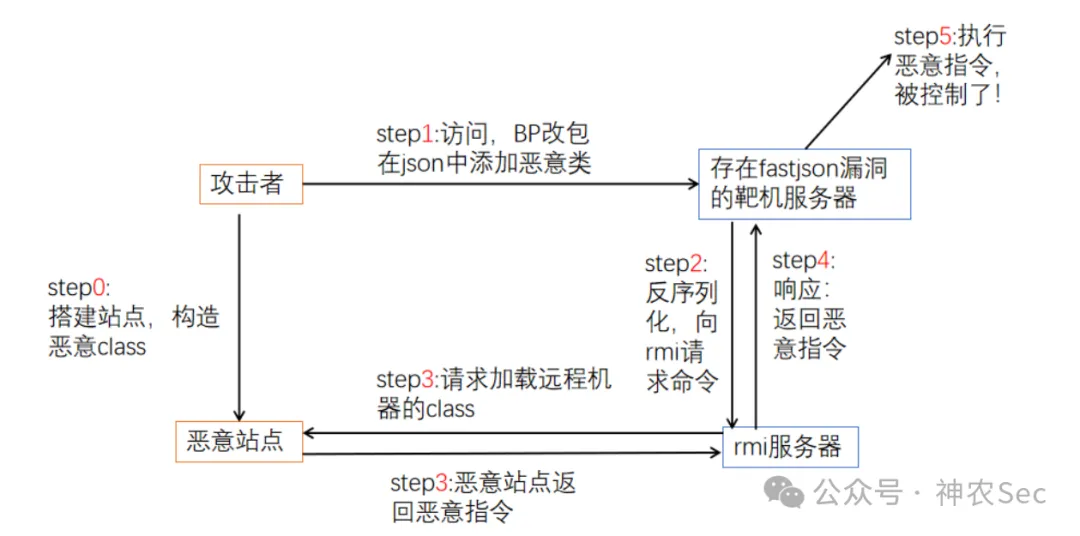 step5:执行
恶意指令，
被控制了！
step1:访问，BP改包
在json中添加恶意类
攻击者
存在fastjson漏洞
的靶机服务器
step0:
搭建站点，构造
恶意class
step2:
反序列
化，向
rmi请
求命令
step4:
响应：
返回恶
意指令
step3:请求加载远程机
器的class
恶意站点
rmi服务器
step3:恶意站点返
回恶意指令
公众号·神农Sec